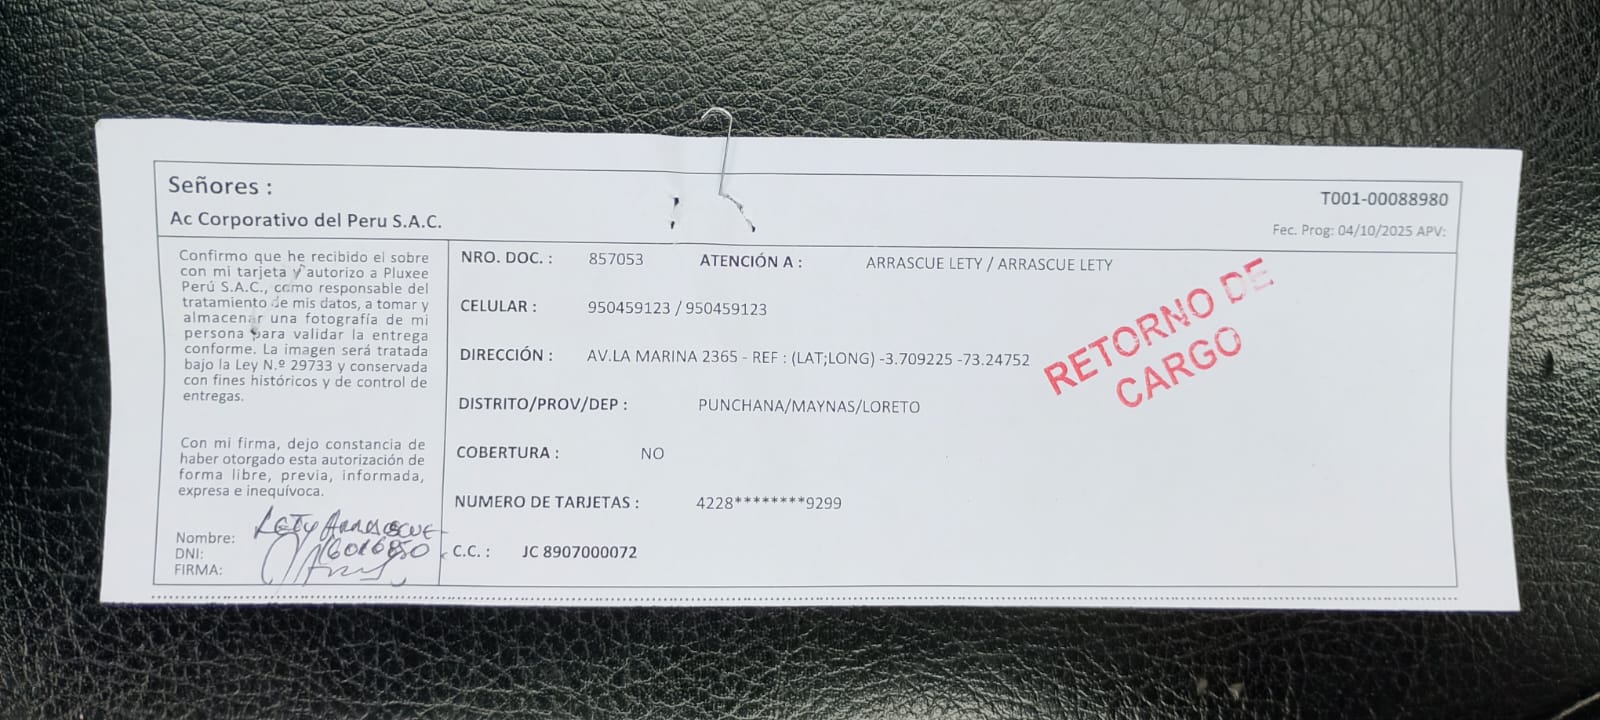 Señores :
Ac Corporativo del Peru S.A.C.
T001-00088980
Fec. Prog: 04/10/2025 APV:
Confirmo que he recibido el sobre
con mi tarjeta y autorizo a Pluxee
Perú S.A.C., como responsable del
tratamiento de mis datos, a tomar y
almacenar una fotografía de mi
persona para validar la entrega
conforme. La imagen será tratada
bajo la Ley N.º 29733 y conservada
con fines históricos y de control de
entregas.
Con mi firma, dejo constancia de
haber otorgado esta autorización de
forma libre, previa, informada,
expresa e inequívoca.
Nombre: LETY ARRASCUE
DNI:
FIRMA:
NRO. DOC. : 857053 ATENCIÓN A : ARRASCUE LETY / ARRASCUE LETY
CELULAR : 950459123 / 950459123
DIRECCIÓN : AV.LA MARINA 2365 - REF : (LAT;LONG) -3.709225 -73.24752
DISTRITO/PROV/DEP : PUNCHANA/MAYNAS/LORETO
COBERTURA : NO
NUMERO DE TARJETAS : 4228********9299
C.C. : JC 8907000072
RETORNO DE
CARGO